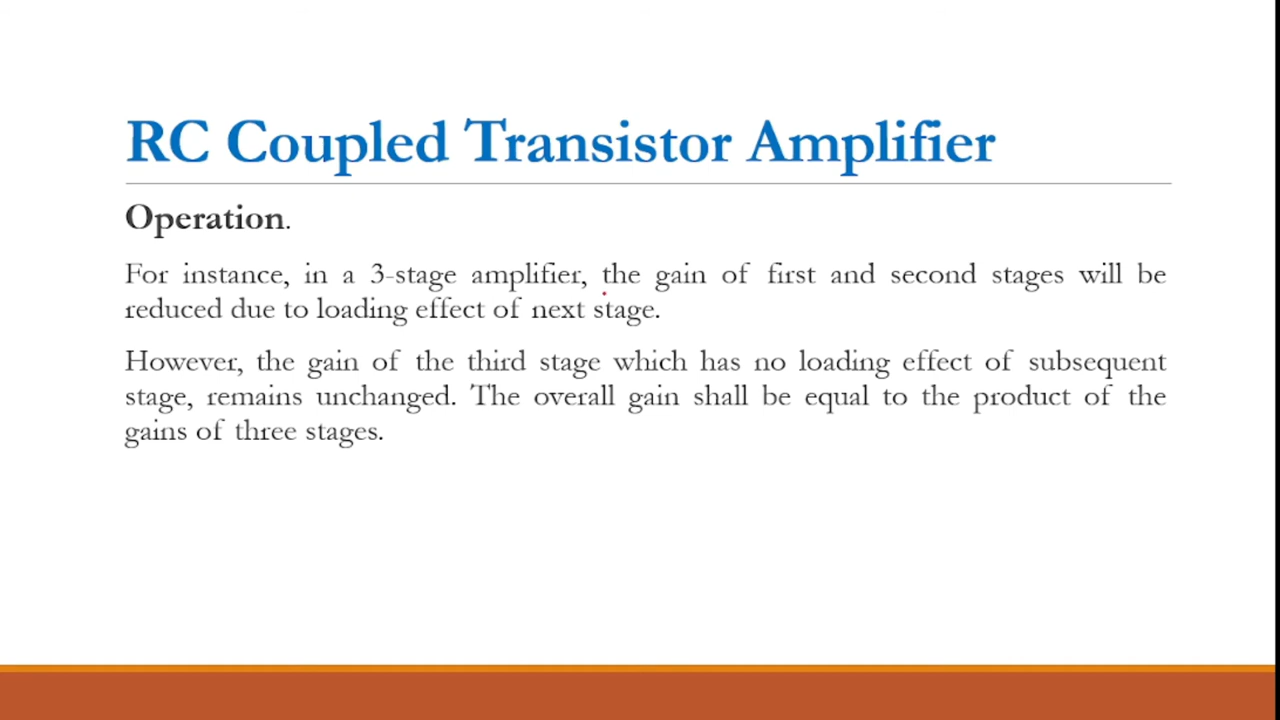 RC Coupled Transistor Amplifier
Operation.
For instance, in a 3-stage amplifier, the gain of first and second stages will be
reduced due to loading effect of next stage.
However, the gain of the third stage which has no loading effect of subsequent
stage, remains unchanged. The overall gain shall be equal to the product of the
gains of three stages.